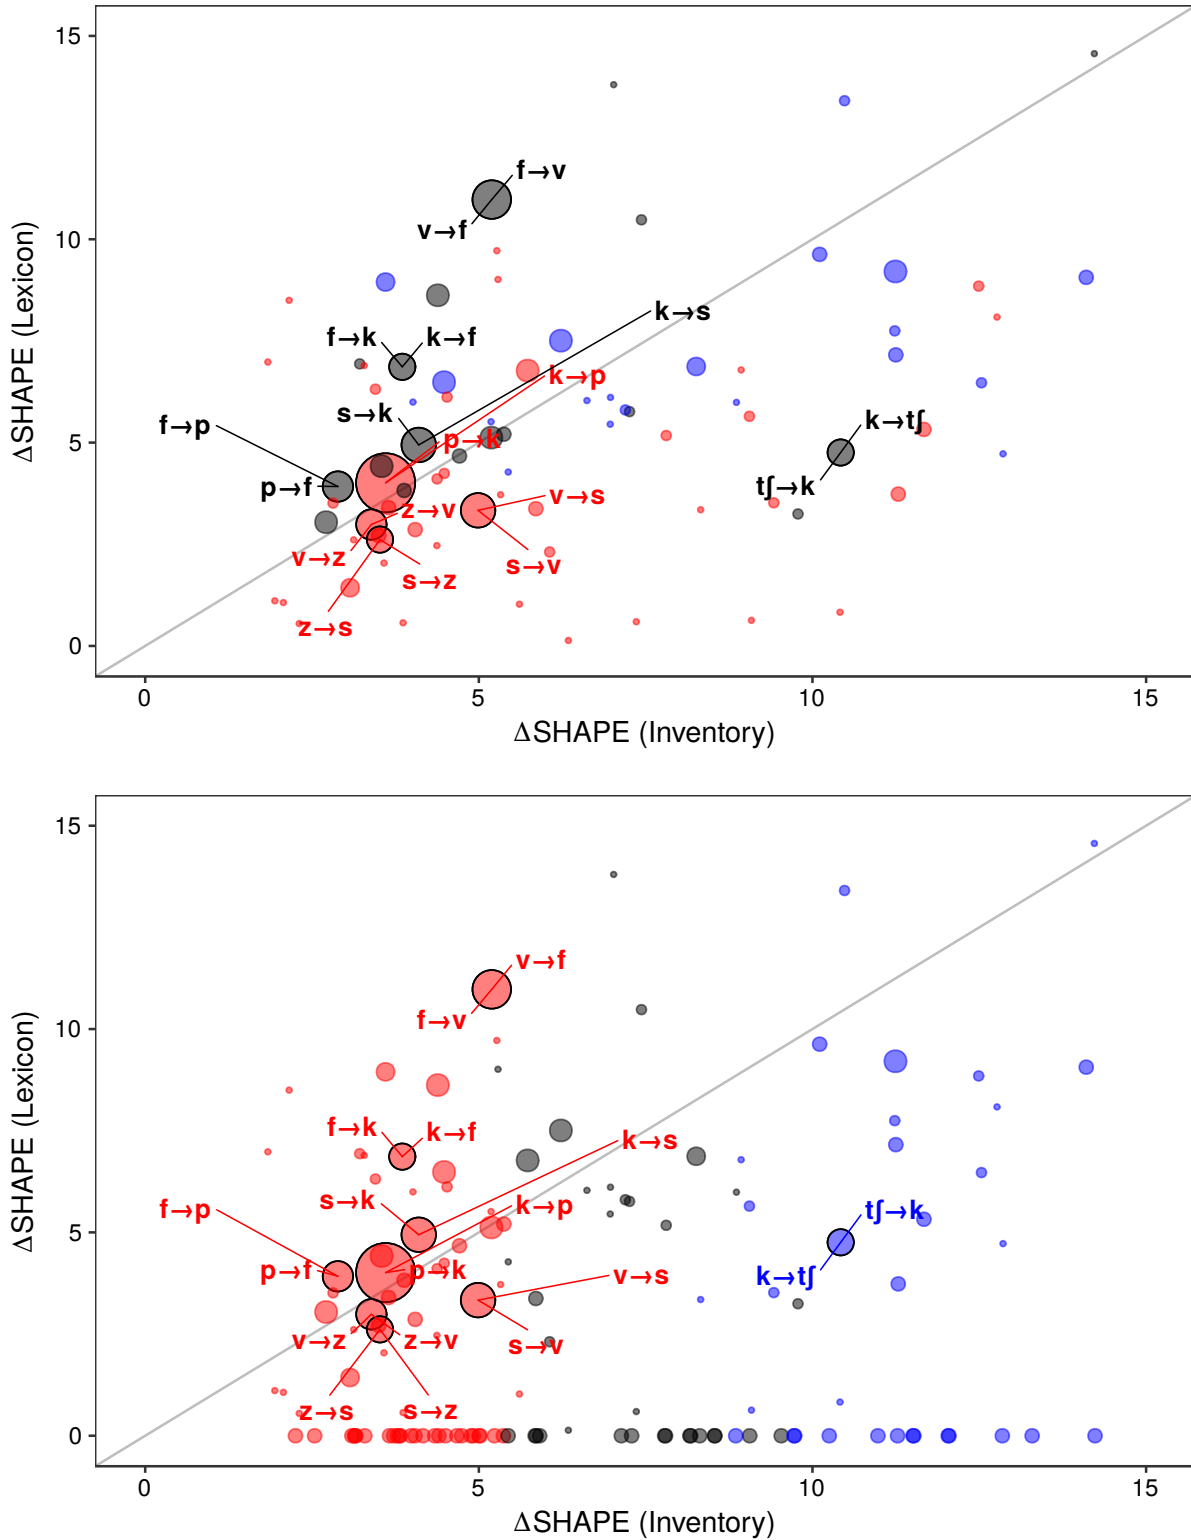 15
10
5
0
ΔSHAPE (Lexicon)
f→v
v→f
k→s
f→k
k→f
k→p
s→k
f→p
p→k
k→tʃ
p→f
z→v
v→s
tʃ→k
v→z
s→z
s→v
z→s
0
5
10
15
ΔSHAPE (Inventory)
15
10
5
0
ΔSHAPE (Lexicon)
v→f
f→v
f→k
k→f
k→s
s→k
k→p
f→p
tʃ→k
p→f
p→k
v→s
k→tʃ
v→z
z→v
s→v
z→s
s→z
0
5
10
15
ΔSHAPE (Inventory)